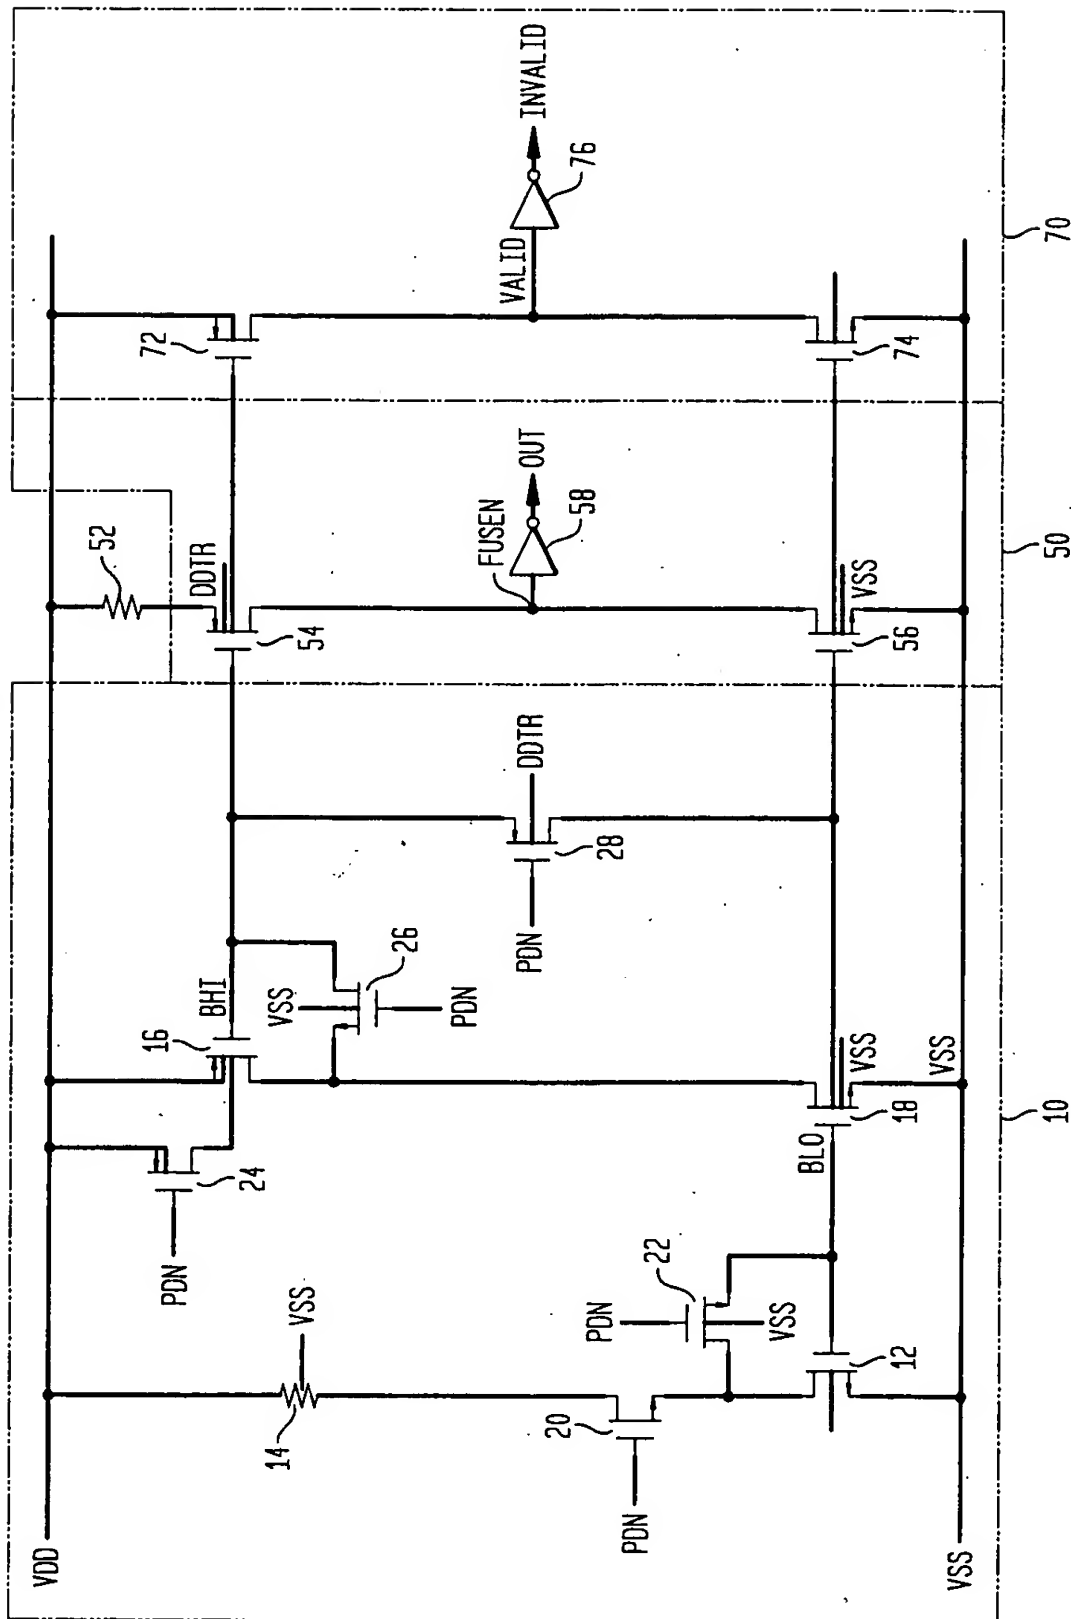 VDD
PDN
24
16
BHI
VSS
26
PDN
52
DDTR
54
72
VSS
14
PDN
20
PDN
22
VSS
12
BLO
18
VSS
VSS
PDN
28
DDTR
FUSEN
OUT
58
VSS
56
VALID
INVALID
76
74
VSS
10
50
70